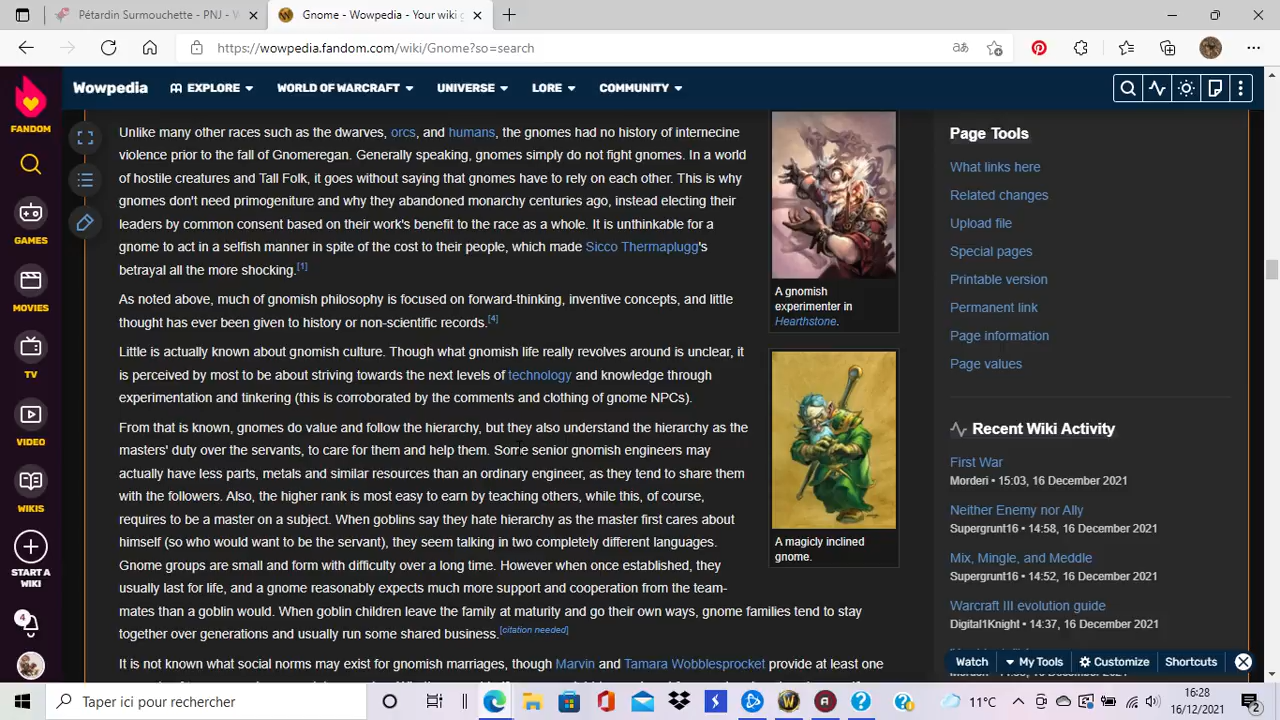 Pétardin Surmouchette - PNJ - W
Gnome - Wowpedia - Your wiki g
https://wowpedia.fandom.com/wiki/Gnome?so=search
Wowpedia
EXPLORE
WORLD OF WARCRAFT
UNIVERSE
LORE
COMMUNITY
FANDOM
GAMES
MOVIES
TV
VIDEO
WIKIS
START A
WIKI
4
Unlike many other races such as the dwarves, orcs, and humans, the gnomes had no history of internecine
violence prior to the fall of Gnomeregan. Generally speaking, gnomes simply do not fight gnomes. In a world
of hostile creatures and Tall Folk, it goes without saying that gnomes have to rely on each other. This is why
gnomes don't need primogeniture and why they abandoned monarchy centuries ago, instead electing their
leaders by common consent based on their work's benefit to the race as a whole. It is unthinkable for a
gnome to act in a selfish manner in spite of the cost to their people, which made Sicco Thermaplugg's
betrayal all the more shocking.[1]
As noted above, much of gnomish philosophy is focused on forward-thinking, inventive concepts, and little
thought has ever been given to history or non-scientific records.[4]
Little is actually known about gnomish culture. Though what gnomish life really revolves around is unclear, it
is perceived by most to be about striving towards the next levels of technology and knowledge through
experimentation and tinkering (this is corroborated by the comments and clothing of gnome NPCs).
From that is known, gnomes do value and follow the hierarchy, but they also understand the hierarchy as the
masters' duty over the servants, to care for them and help them. Some senior gnomish engineers may
actually have less parts, metals and similar resources than an ordinary engineer, as they tend to share them
with the followers. Also, the higher rank is most easy to earn by teaching others, while this, of course,
requires to be a master on a subject. When goblins say they hate hierarchy as the master first cares about
himself (so who would want to be the servant), they seem talking in two completely different languages.
Gnome groups are small and form with difficulty over a long time. However when once established, they
usually last for life, and a gnome reasonably expects much more support and cooperation from the team-
mates than a goblin would. When goblin children leave the family at maturity and go their own ways, gnome families tend to stay
together over generations and usually run some shared business.[citation needed]
It is not known what social norms may exist for gnomish marriages, though Marvin and Tamara Wobblesprocket provide at least one
A gnomish
experimenter in
Hearthstone.
A magicly inclined
gnome.
Page Tools
What links here
Related changes
Upload file
Special pages
Printable version
Permanent link
Page information
Page values
Recent Wiki Activity
First War
Morderi • 15:03, 16 December 2021
Neither Enemy nor Ally
Supergrunt16 • 14:58, 16 December 2021
Mix, Mingle, and Meddle
Supergrunt16 • 14:52, 16 December 2021
Warcraft III evolution guide
Digital1Knight • 14:37, 16 December 2021
Watch
My Tools
Customize
Shortcuts
Taper ici pour rechercher
11°C
16:28
16/12/2021
2